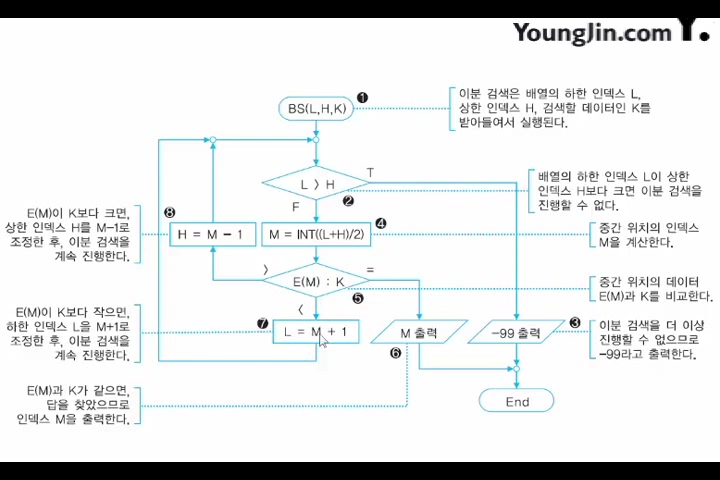 YoungJin.com Y.
BS(L,H,K)
❶
이분 검색은 배열의 하한 인덱스 L,
상한 인덱스 H, 검색할 데이터인 K를
받아들여서 실행된다.
L > H
T
F
❷
배열의 하한 인덱스 L이 상한
인덱스 H보다 크면 이분 검색을
진행할 수 없다.
E(M)이 K보다 크면,
상한 인덱스 H를 M-1로
조정한 후, 이분 검색을
계속 진행한다.
❽
H = M - 1
M = INT((L+H)/2)
❹
중간 위치의 인덱스
M을 계산한다.
E(M) : K
>
=
<
❺
중간 위치의 데이터
E(M)과 K를 비교한다.
E(M)이 K보다 작으면,
하한 인덱스 L을 M+1로
조정한 후, 이분 검색을
계속 진행한다.
❼
L = M + 1
M 출력
❻
-99 출력
❸
이분 검색을 더 이상
진행할 수 없으므로
-99라고 출력한다.
E(M)과 K가 같으면,
답을 찾았으므로
인덱스 M을 출력한다.
End